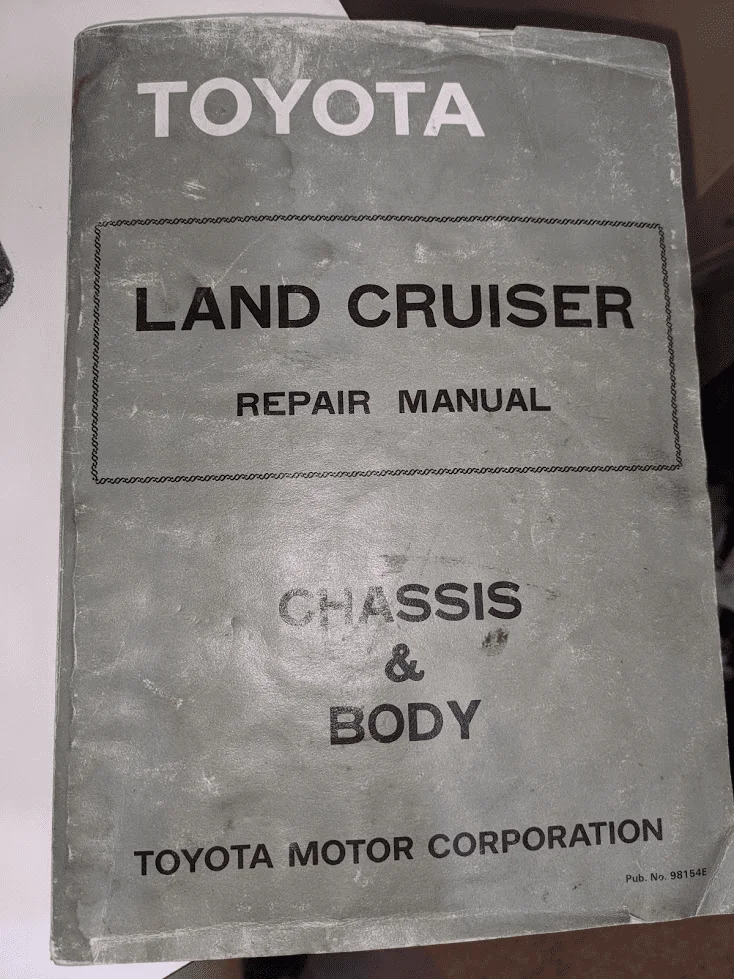 TOYOTA
LAND CRUISER
REPAIR MANUAL
CHASSIS
&
BODY
TOYOTA MOTOR CORPORATION
Pub. No. 98154E